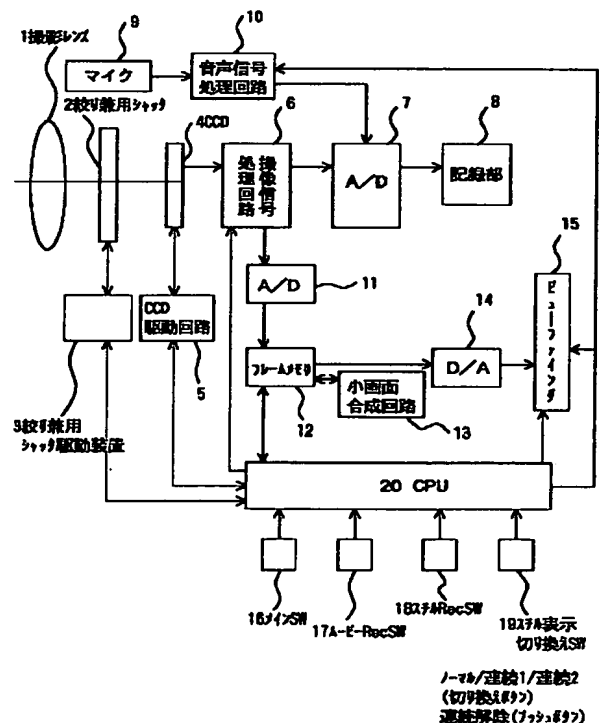 9
10
1撮影レンズ
マイク
音声信号
処理回路
2絞り兼用シャッタ
4CCD
6
7
8
撮像信号
処理回路
A/D
記録部
15
A/D
11
ビューファインダ
CCD
駆動回路
5
14
フレームメモリ
12
D/A
小画面
合成回路
13
3絞り兼用
シャッタ駆動装置
20 CPU
16メインSW
17ムービーRecSW
18スチルRecSW
19スチル表示
切り換えSW
ノーマル/連続1/連続2
(切り換えボタン)
連続解除(プッシュボタン)